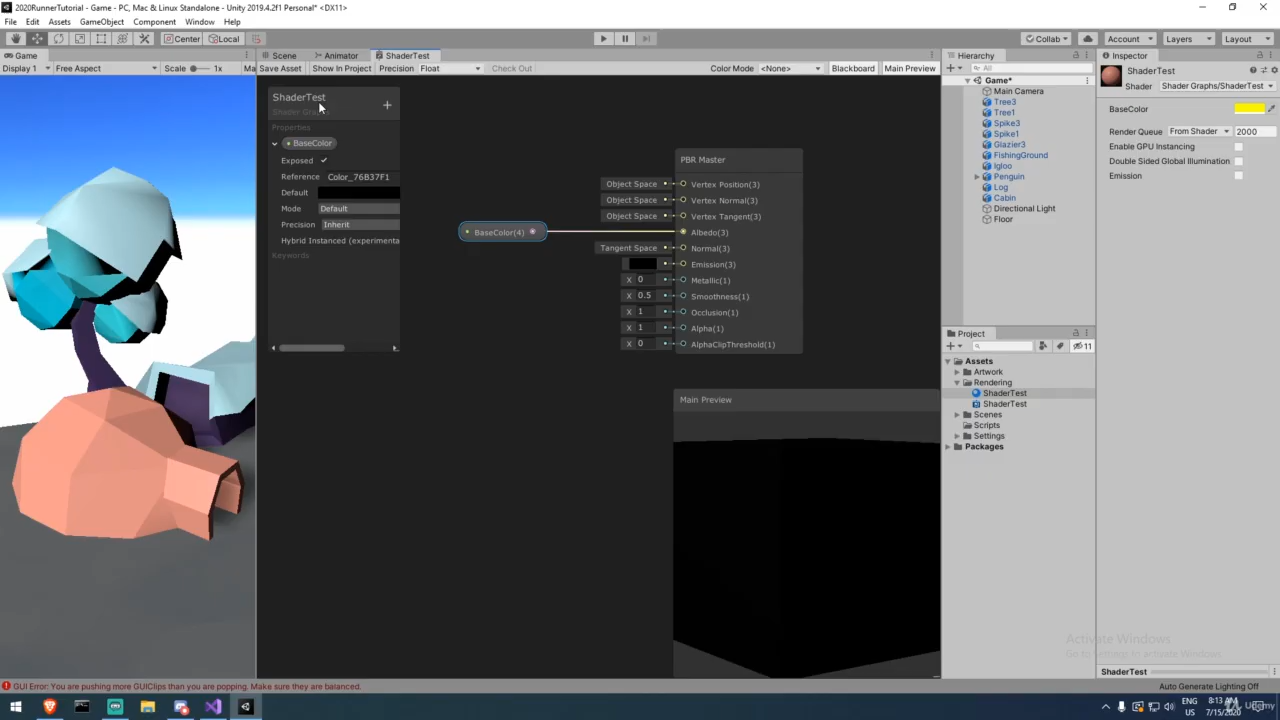 2020RunnerTutorial - Game - PC, Mac & Linux Standalone - Unity 2019.4.2f1 Personal* <DX11>
File Edit Assets GameObject Component Window Help
Center Local Collab Account Layers Layout
Game Scene Animator ShaderTest Hierarchy Inspector
Display 1 Free Aspect Scale 1x Ma Save Asset Show In Project Precision Float Check Out Color Mode <None> Blackboard Main Preview All
ShaderTest
Shader Graphs
Properties
BaseColor
Exposed
Reference Color_76B37F1
Default
Mode Default
Precision Inherit
Hybrid Instanced (experimenta
Keywords
BaseColor(4)
PBR Master
Object Space Vertex Position(3)
Object Space Vertex Normal(3)
Object Space Vertex Tangent(3)
Albedo(3)
Tangent Space Normal(3)
Emission(3)
X 0 Metallic(1)
X 0.5 Smoothness(1)
X 1 Occlusion(1)
X 1 Alpha(1)
X 0 AlphaClipThreshold(1)
Main Preview
Game*
Main Camera
Tree3
Tree1
Spike3
Spike1
Glazier3
FishingGround
Igloo
Penguin
Log
Cabin
Directional Light
Floor
Project
11
Assets
Artwork
Rendering
ShaderTest
ShaderTest
Scenes
Scripts
Settings
Packages
ShaderTest
Shader Shader Graphs/ShaderTest
BaseColor
Render Queue From Shader 2000
Enable GPU Instancing
Double Sided Global Illumination
Emission
Activate Windows
Go to Settings to activate Windows.
ShaderTest
GUI Error: You are pushing more GUIClips than you are popping. Make sure they are balanced.
Auto Generate Lighting Off
ENG
US
8:13 AM
7/15/2020
Udemy